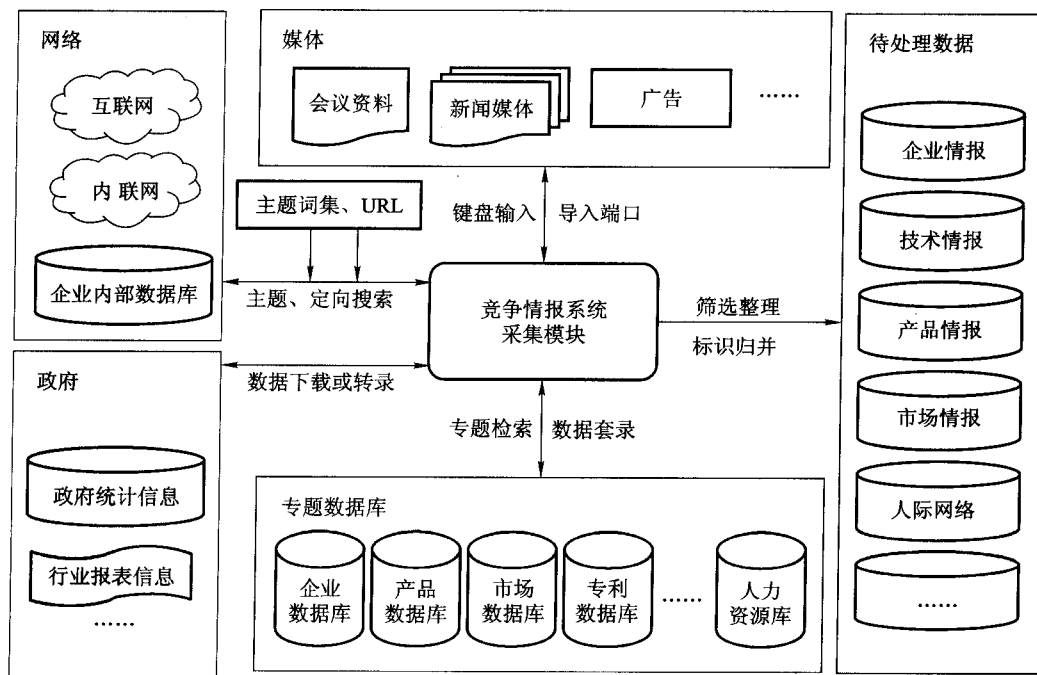 网络
互联网
内联网
企业内部数据库
媒体
会议资料
新闻媒体
广告
……
主题词集、URL
键盘输入
导入端口
主题、定向搜索
竞争情报系统
采集模块
筛选整理
标识归并
数据下载或转录
专题检索
数据套录
政府
政府统计信息
行业报表信息
……
专题数据库
企业
数据库
产品
数据库
市场
数据库
专利
数据库
……
人力
资源库
待处理数据
企业情报
技术情报
产品情报
市场情报
人际网络
……